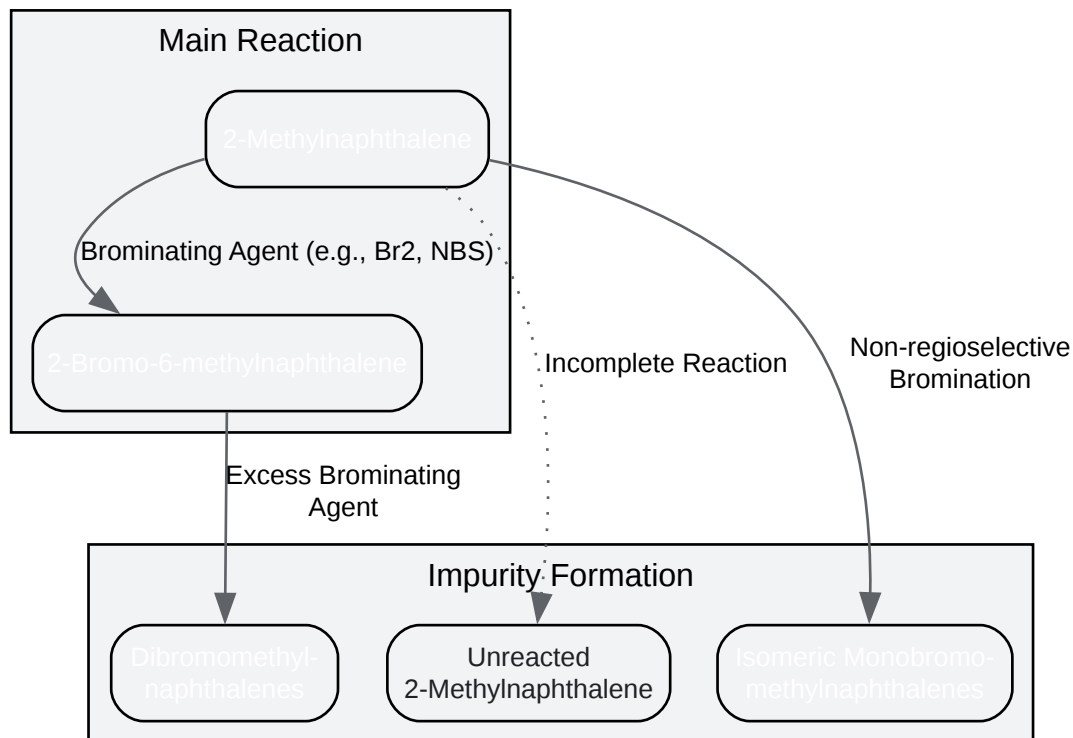 Main Reaction
2-Methylnaphthalene
Brominating Agent (e.g., Br2, NBS)
2-Bromo-6-methylnaphthalene
Incomplete Reaction
Non-regioselective
Bromination
Excess Brominating
Agent
Impurity Formation
Dibromomethyl-
naphthalenes
Unreacted
2-Methylnaphthalene
Isomeric Monobromo-
methylnaphthalenes